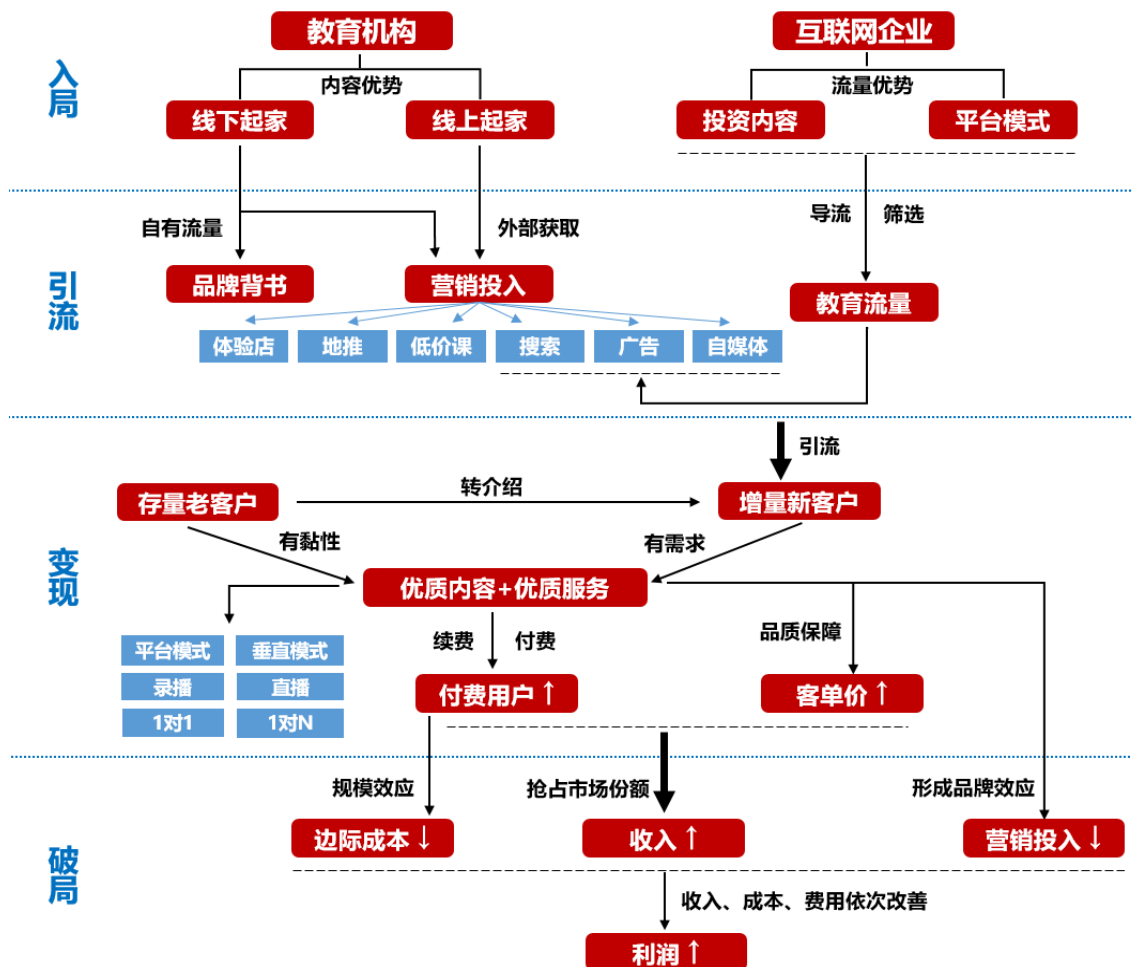 教育机构
互联网企业
入局
内容优势
流量优势
线下起家
线上起家
投资内容
平台模式
引流
自有流量
外部获取
导流
筛选
品牌背书
营销投入
教育流量
体验店
地推
低价课
搜索
广告
自媒体
变现
引流
存量老客户
转介绍
增量新客户
有黏性
有需求
优质内容+优质服务
平台模式
垂直模式
录播
直播
1对1
1对N
续费
付费
品质保障
付费用户↑
客单价↑
破局
规模效应
抢占市场份额
形成品牌效应
边际成本↓
收入↑
营销投入↓
收入、成本、费用依次改善
利润↑